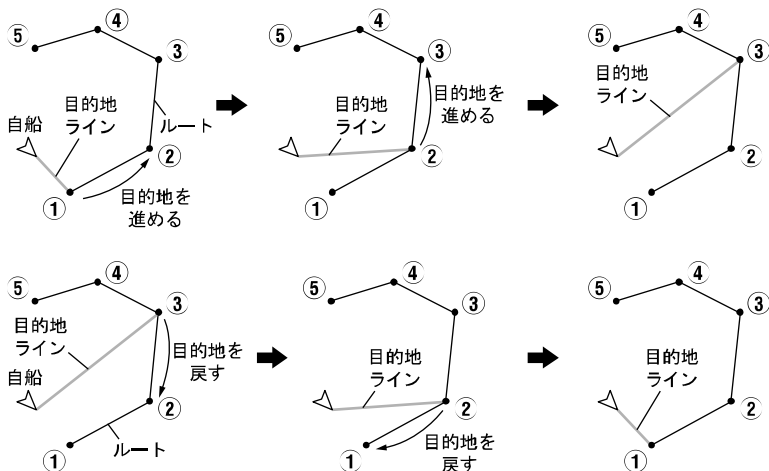 ⑤
④
③
目的地
ライン
ルート
自船
②
①
目的地を
進める
⑤
④
③
目的地を
進める
目的地
ライン
②
①
⑤
④
③
目的地
ライン
②
①
⑤
④
③
目的地
ライン
自船
目的地を
戻す
②
①
ルート
⑤
④
③
目的地
ライン
②
①
目的地を
戻す
⑤
④
③
目的地
ライン
②
①